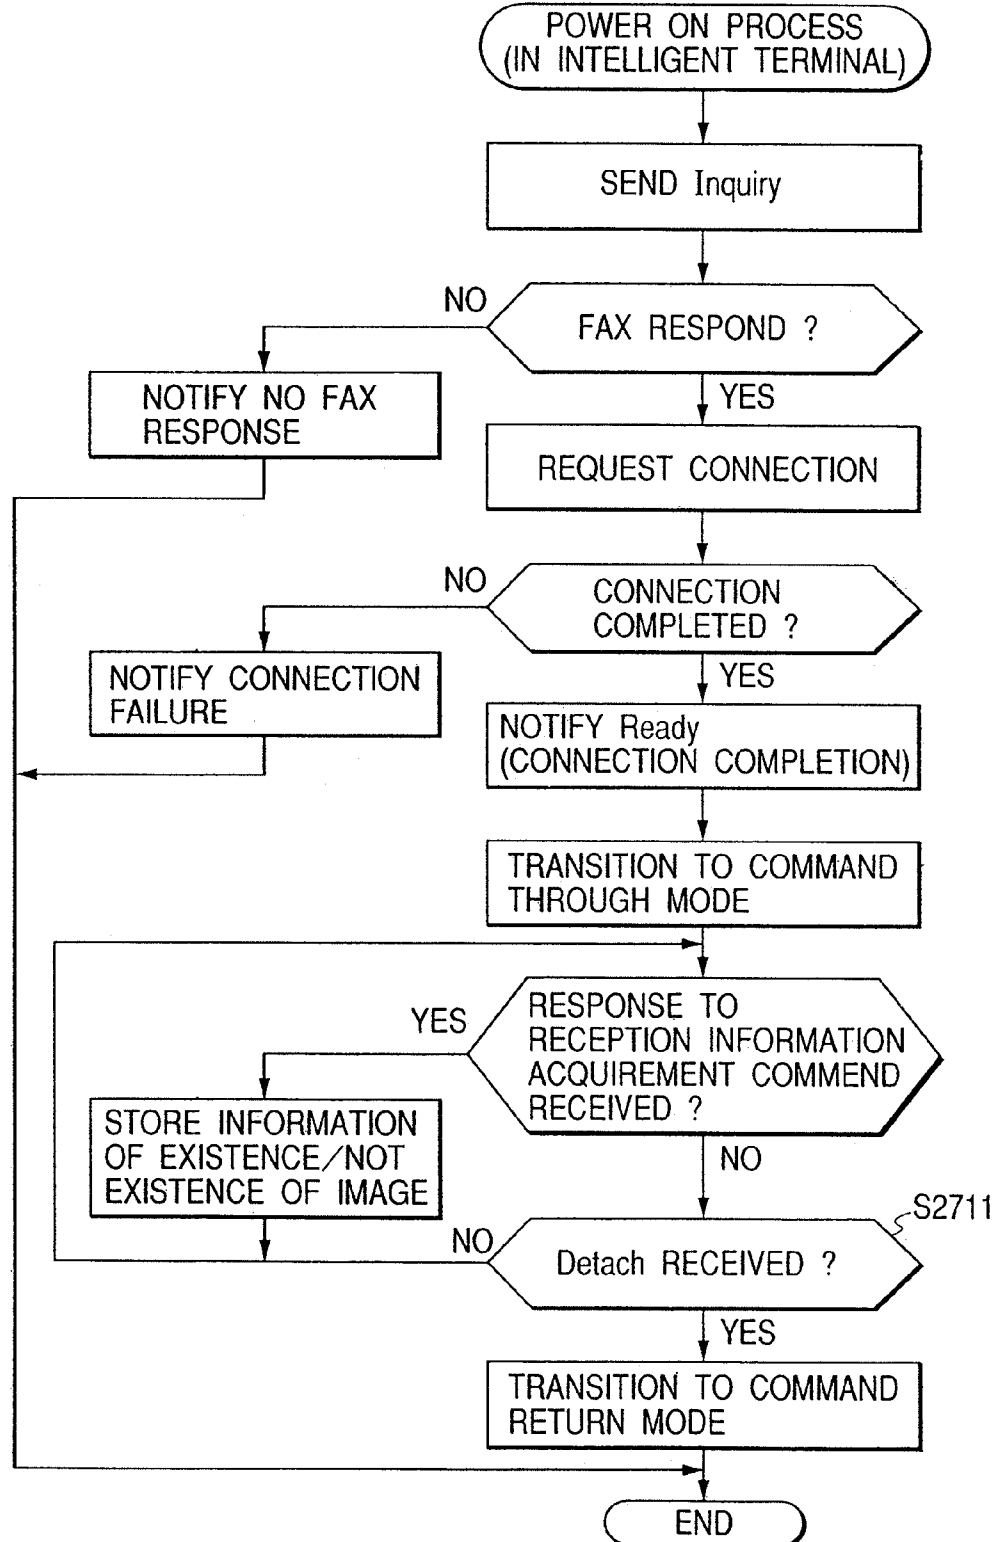 POWER ON PROCESS
(IN INTELLIGENT TERMINAL)
SEND Inquiry
NO
FAX RESPOND ?
YES
NOTIFY NO FAX
RESPONSE
REQUEST CONNECTION
NO
CONNECTION
COMPLETED ?
YES
NOTIFY CONNECTION
FAILURE
NOTIFY Ready
(CONNECTION COMPLETION)
TRANSITION TO COMMAND
THROUGH MODE
YES
RESPONSE TO
RECEPTION INFORMATION
ACQUIREMENT COMMEND
RECEIVED ?
STORE INFORMATION
OF EXISTENCE/NOT
EXISTENCE OF IMAGE
NO
S2711
NO
Detach RECEIVED ?
YES
TRANSITION TO COMMAND
RETURN MODE
END